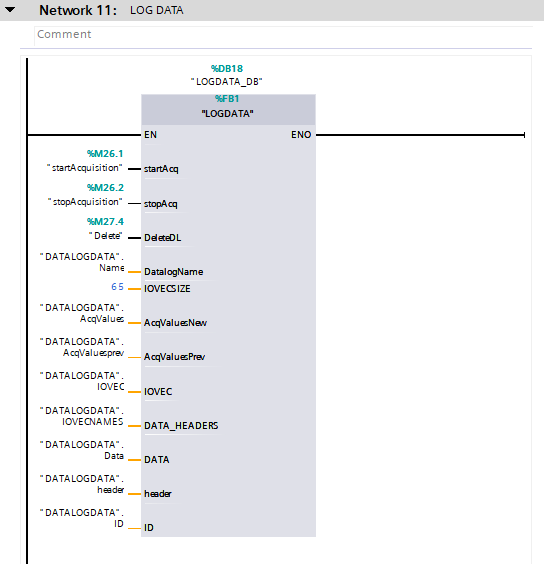 Network 11: LOG DATA
Comment
%DB18
"LOGDATA_DB"
%FB1
"LOGDATA"
EN ENO
%M26.1
"startAcquisition" startAcq
%M26.2
"stopAcquisition" stopAcq
%M27.4
"Delete" DeleteDL
"DATALOGDATA".
Name DatalogName
65 IOVECSIZE
"DATALOGDATA".
AcqValues AcqValuesNew
"DATALOGDATA".
AcqValuesprev AcqValuesPrev
"DATALOGDATA".
IOVEC IOVEC
"DATALOGDATA".
IOVECNAMES DATA_HEADERS
"DATALOGDATA".
Data DATA
"DATALOGDATA".
header header
"DATALOGDATA".
ID ID